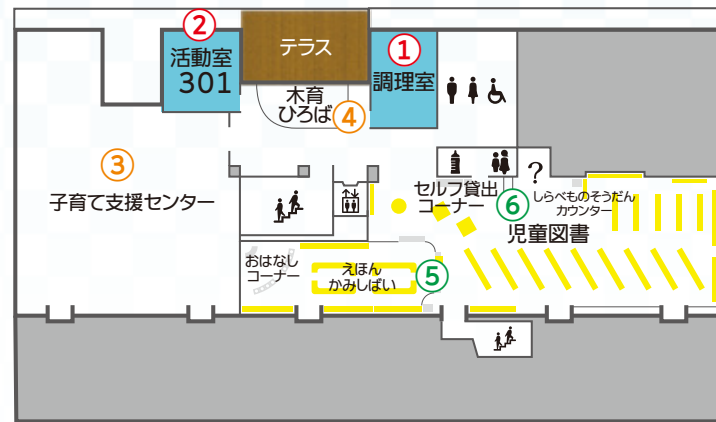 ②
活動室
301
テラス
①
調理室
木育
ひろば
④
③
子育て支援センター
?
セルフ貸出
コーナー
⑥
しらべものそうだん
カウンター
児童図書
おはなし
コーナー
えほん
かみしばい
⑤